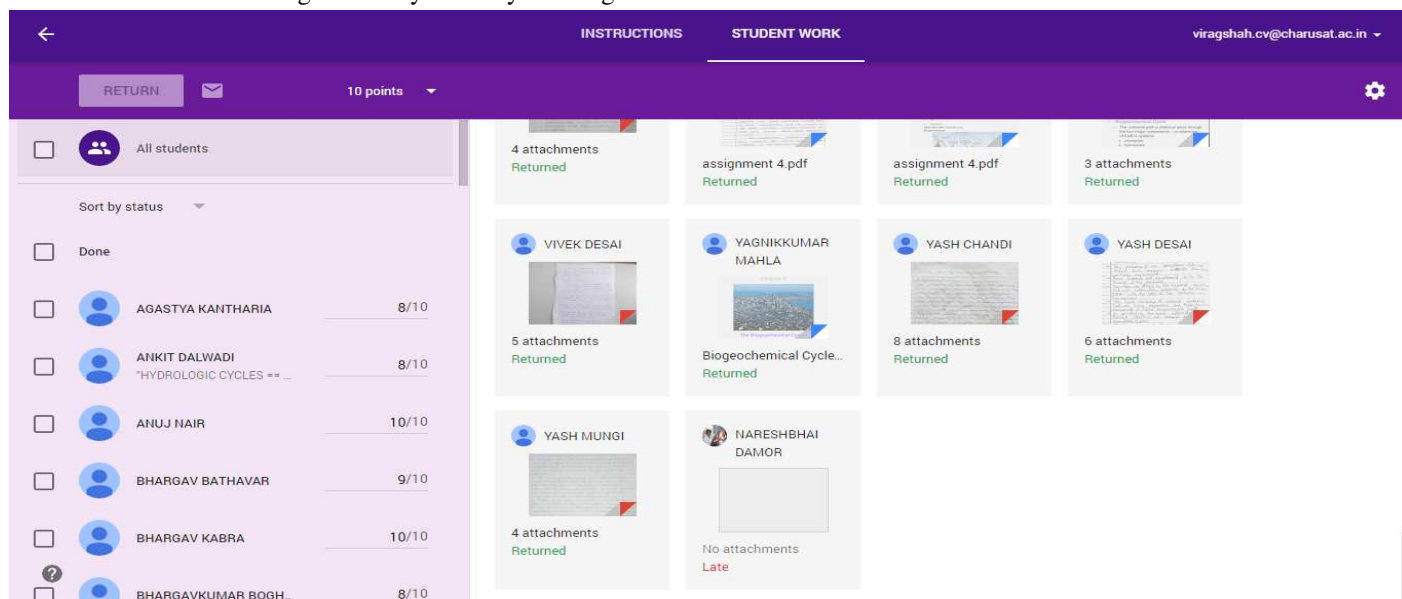 INSTRUCTIONS STUDENT WORK viragshah.cv@charusat.ac.in
RETURN 10 points
All students
Sort by status
Done
AGASTYA KANTHARIA 8/10
ANKIT DALWADI 8/10
"HYDROLOGIC CYCLES == ...
ANUJ NAIR 10/10
BHARGAV BATHAVAR 9/10
BHARGAV KABRA 10/10
BHARGAVKUMAR BOGH.. 8/10
4 attachments
Returned
assignment 4.pdf
Returned
assignment 4.pdf
Returned
3 attachments
Returned
VIVEK DESAI
5 attachments
Returned
YAGNIKKUMAR
MAHLA
Biogeochemical Cycle...
Returned
YASH CHANDI
8 attachments
Returned
YASH DESAI
6 attachments
Returned
YASH MUNGI
4 attachments
Returned
NARESHBHAI
DAMOR
No attachments
Late